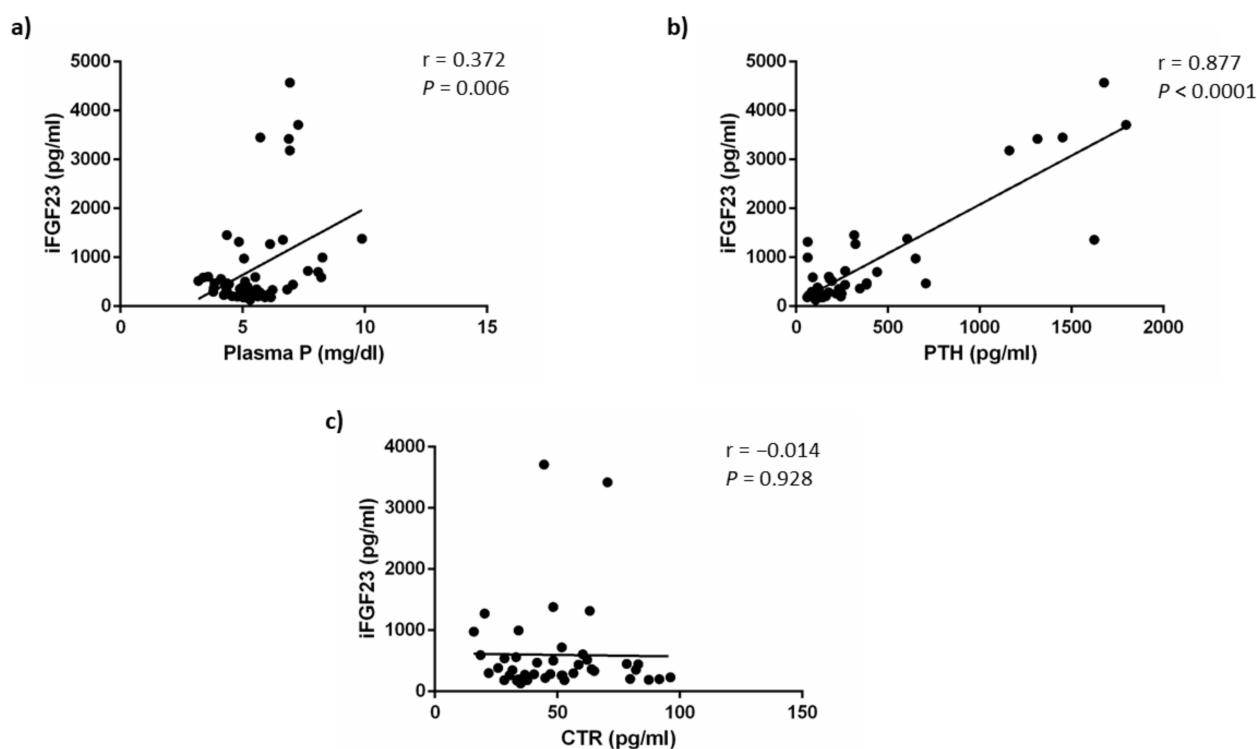 a)
r = 0.372
P = 0.006
iFGF23 (pg/ml)
5000
4000
3000
2000
1000
0
0 5 10 15
Plasma P (mg/dl)
b)
r = 0.877
P < 0.0001
iFGF23 (pg/ml)
5000
4000
3000
2000
1000
0
0 500 1000 1500 2000
PTH (pg/ml)
c)
r = −0.014
P = 0.928
iFGF23 (pg/ml)
4000
3000
2000
1000
0
0 50 100 150
CTR (pg/ml)